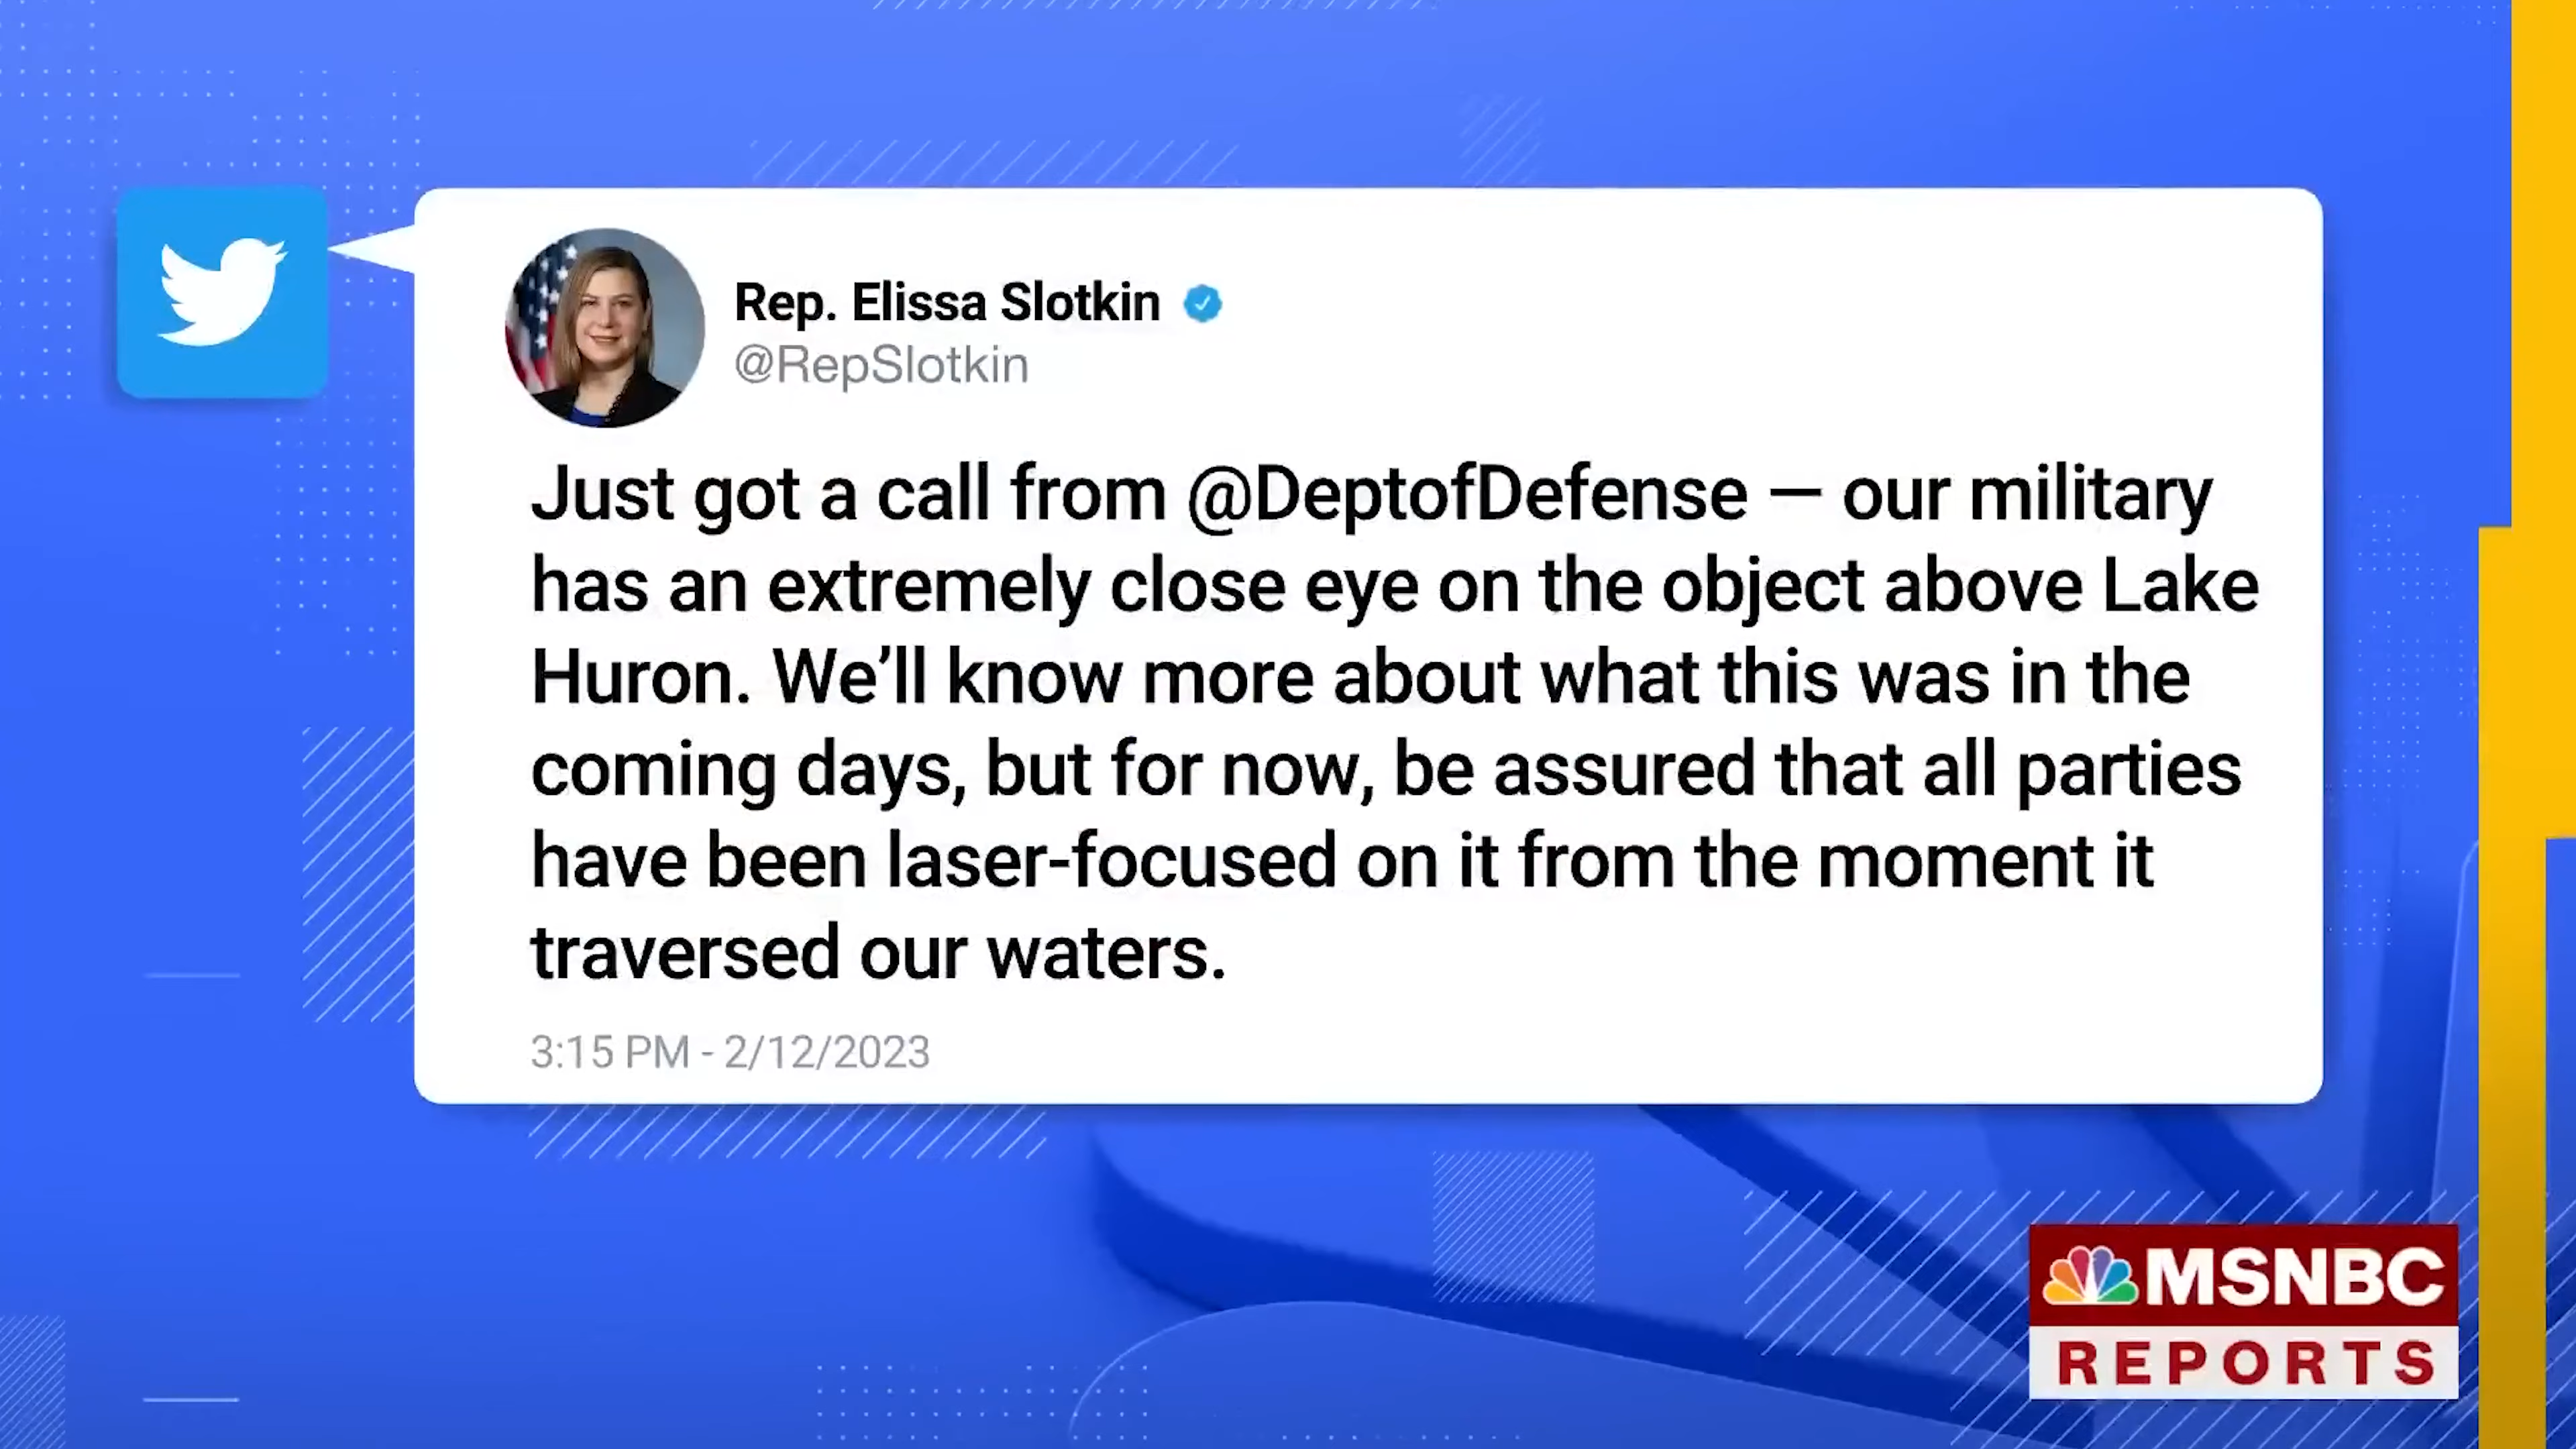 Rep. Elissa Slotkin
@RepSlotkin
Just got a call from @DeptofDefense — our military
has an extremely close eye on the object above Lake
Huron. We’ll know more about what this was in the
coming days, but for now, be assured that all parties
have been laser-focused on it from the moment it
traversed our waters.
3:15 PM - 2/12/2023
MSNBC
REPORTS